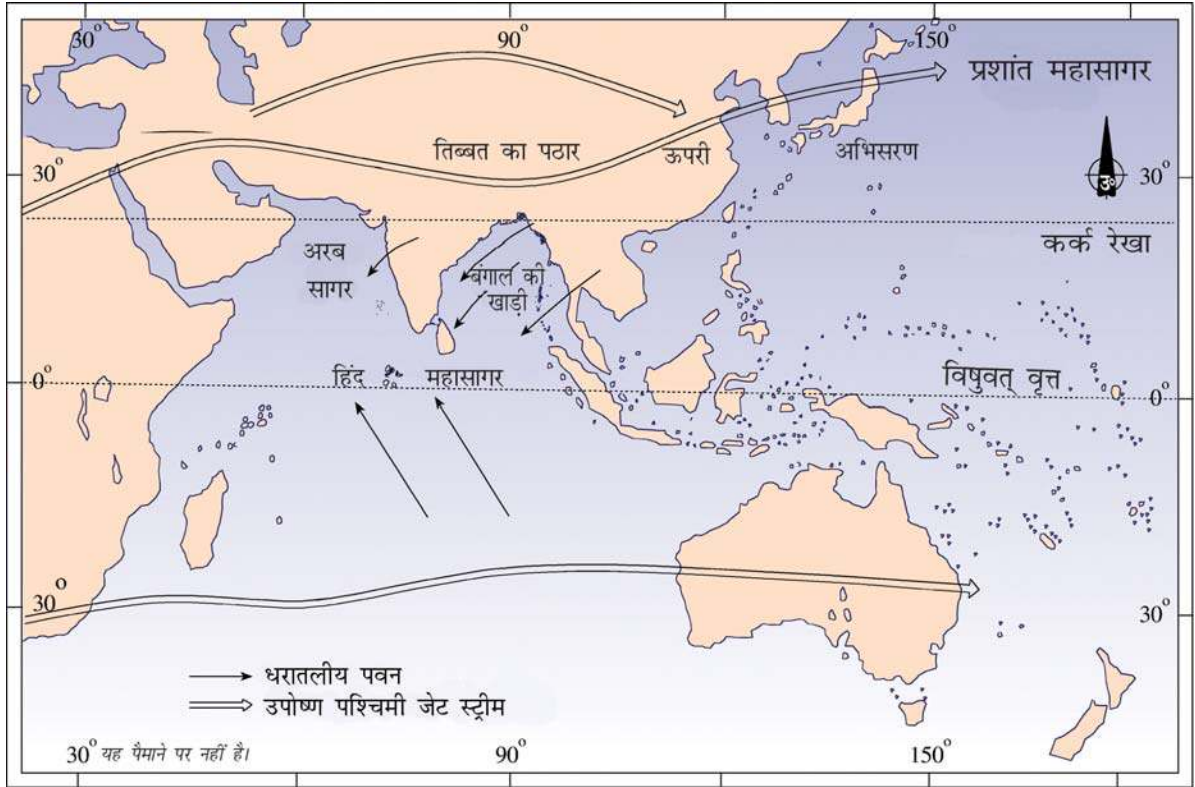 30° 90° 150°
प्रशांत महासागर
तिब्बत का पठार ऊपरी अभिसरण
30° 30°
उ॰
कर्क रेखा
अरब
सागर
बंगाल की
खाड़ी
हिंद महासागर
विषुवत् वृत्त
0° 0°
30° 30°
धरातलीय पवन
उपोष्ण पश्चिमी जेट स्ट्रीम
30° यह पैमाने पर नहीं है। 90° 150°